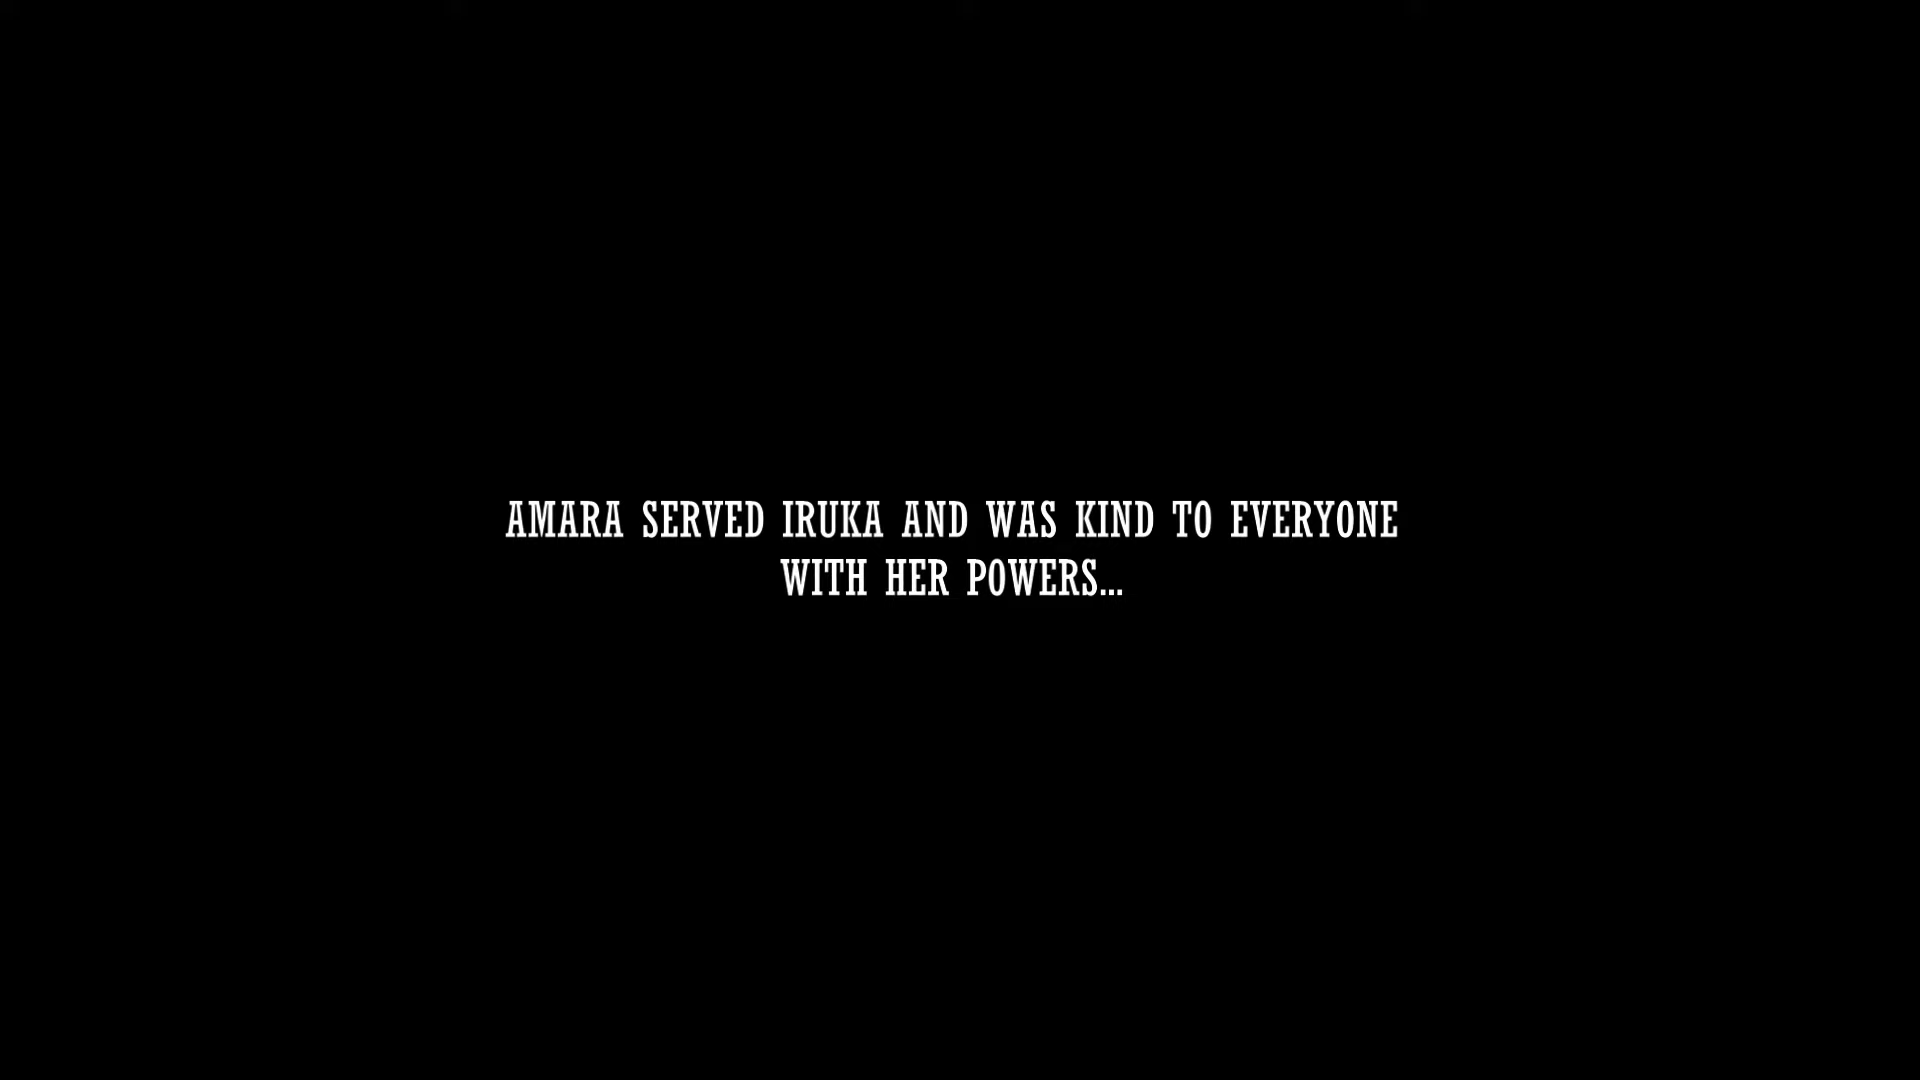 AMARA SERVED IRUKA AND WAS KIND TO EVERYONE
WITH HER POWERS...